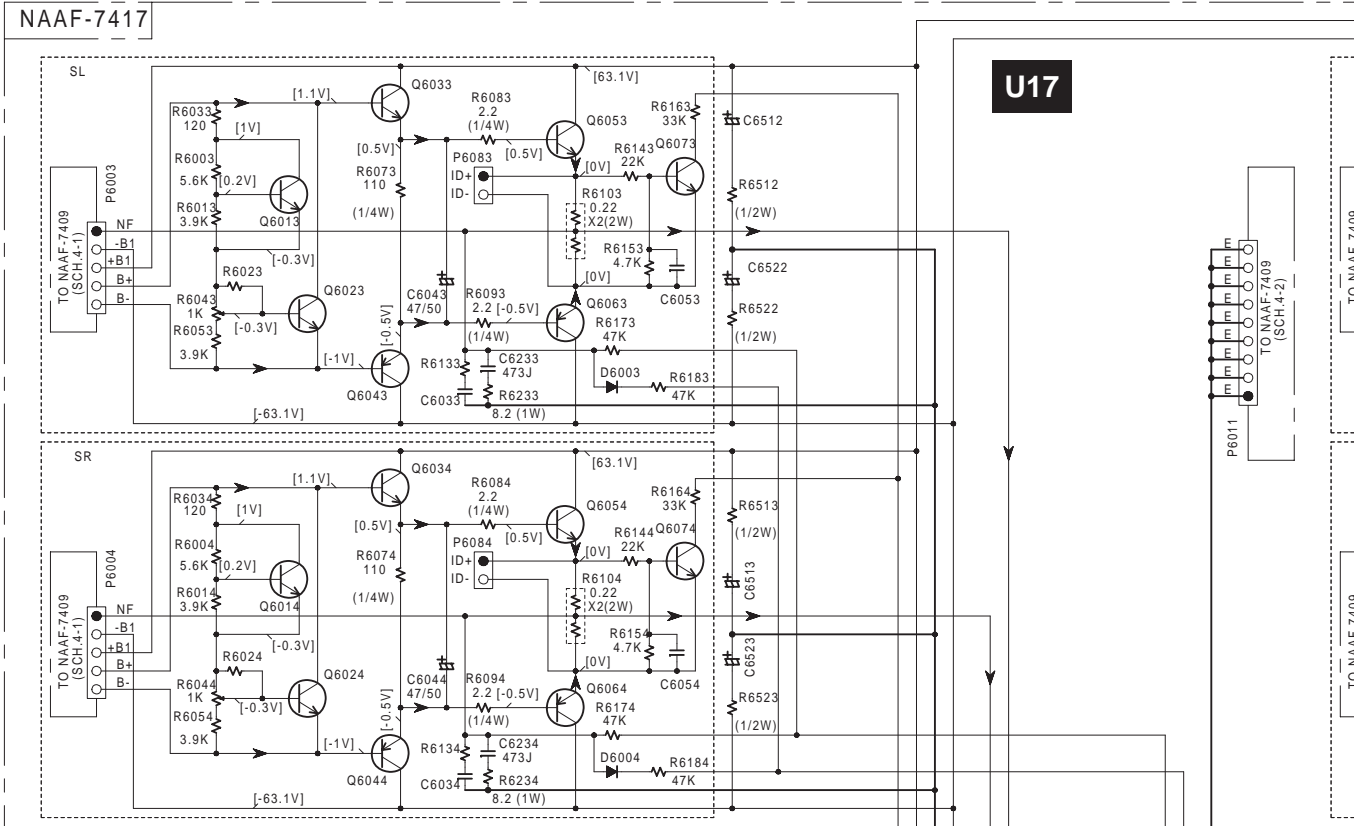 NAAF-7417
U17
SL
[63.1V]
Q6033
[1.1V]
R6033
120
[1V]
R6003
5.6K
[0.2V]
R6013
3.9K
Q6013
[-0.3V]
R6023
Q6023
R6043
1K
[-0.3V]
R6053
3.9K
[-1V]
[-63.1V]
[0.5V]
R6073
110
(1/4W)
R6083
2.2
(1/4W)
[0.5V]
P6083
ID+
ID-
Q6053
[0V]
R6103
0.22
X2(2W)
R6143
22K
R6163
33K
Q6073
R6153
4.7K
C6053
[0V]
C6043
47/50
R6093
2.2
(1/4W)
[-0.5V]
Q6063
[-0.5V]
Q6043
R6173
47K
R6133
C6033
C6233
473J
R6233
8.2 (1W)
D6003
R6183
47K
C6512
R6512
(1/2W)
C6522
R6522
(1/2W)
P6003
TO NAAF-7409
(SCH.4-1)
NF
-B1
+B1
B+
B-
SR
[63.1V]
Q6034
[1.1V]
R6034
120
[1V]
R6004
5.6K
[0.2V]
R6014
3.9K
Q6014
[-0.3V]
R6024
Q6024
R6044
1K
[-0.3V]
R6054
3.9K
[-1V]
[-63.1V]
[0.5V]
R6074
110
(1/4W)
R6084
2.2
(1/4W)
[0.5V]
P6084
ID+
ID-
Q6054
[0V]
R6104
0.22
X2(2W)
R6144
22K
R6164
33K
Q6074
R6154
4.7K
C6054
[0V]
C6044
47/50
R6094
2.2
(1/4W)
[-0.5V]
Q6064
[-0.5V]
Q6044
R6174
47K
R6134
C6034
C6234
473J
R6234
8.2 (1W)
D6004
R6184
47K
R6513
(1/2W)
C6513
C6523
R6523
(1/2W)
P6004
TO NAAF-7409
(SCH.4-1)
NF
-B1
+B1
B+
B-
E
E
E
E
E
E
E
E
E
TO NAAF-7409
(SCH.4-2)
P6011
TO NAAF-7409
TO NAAF-7409